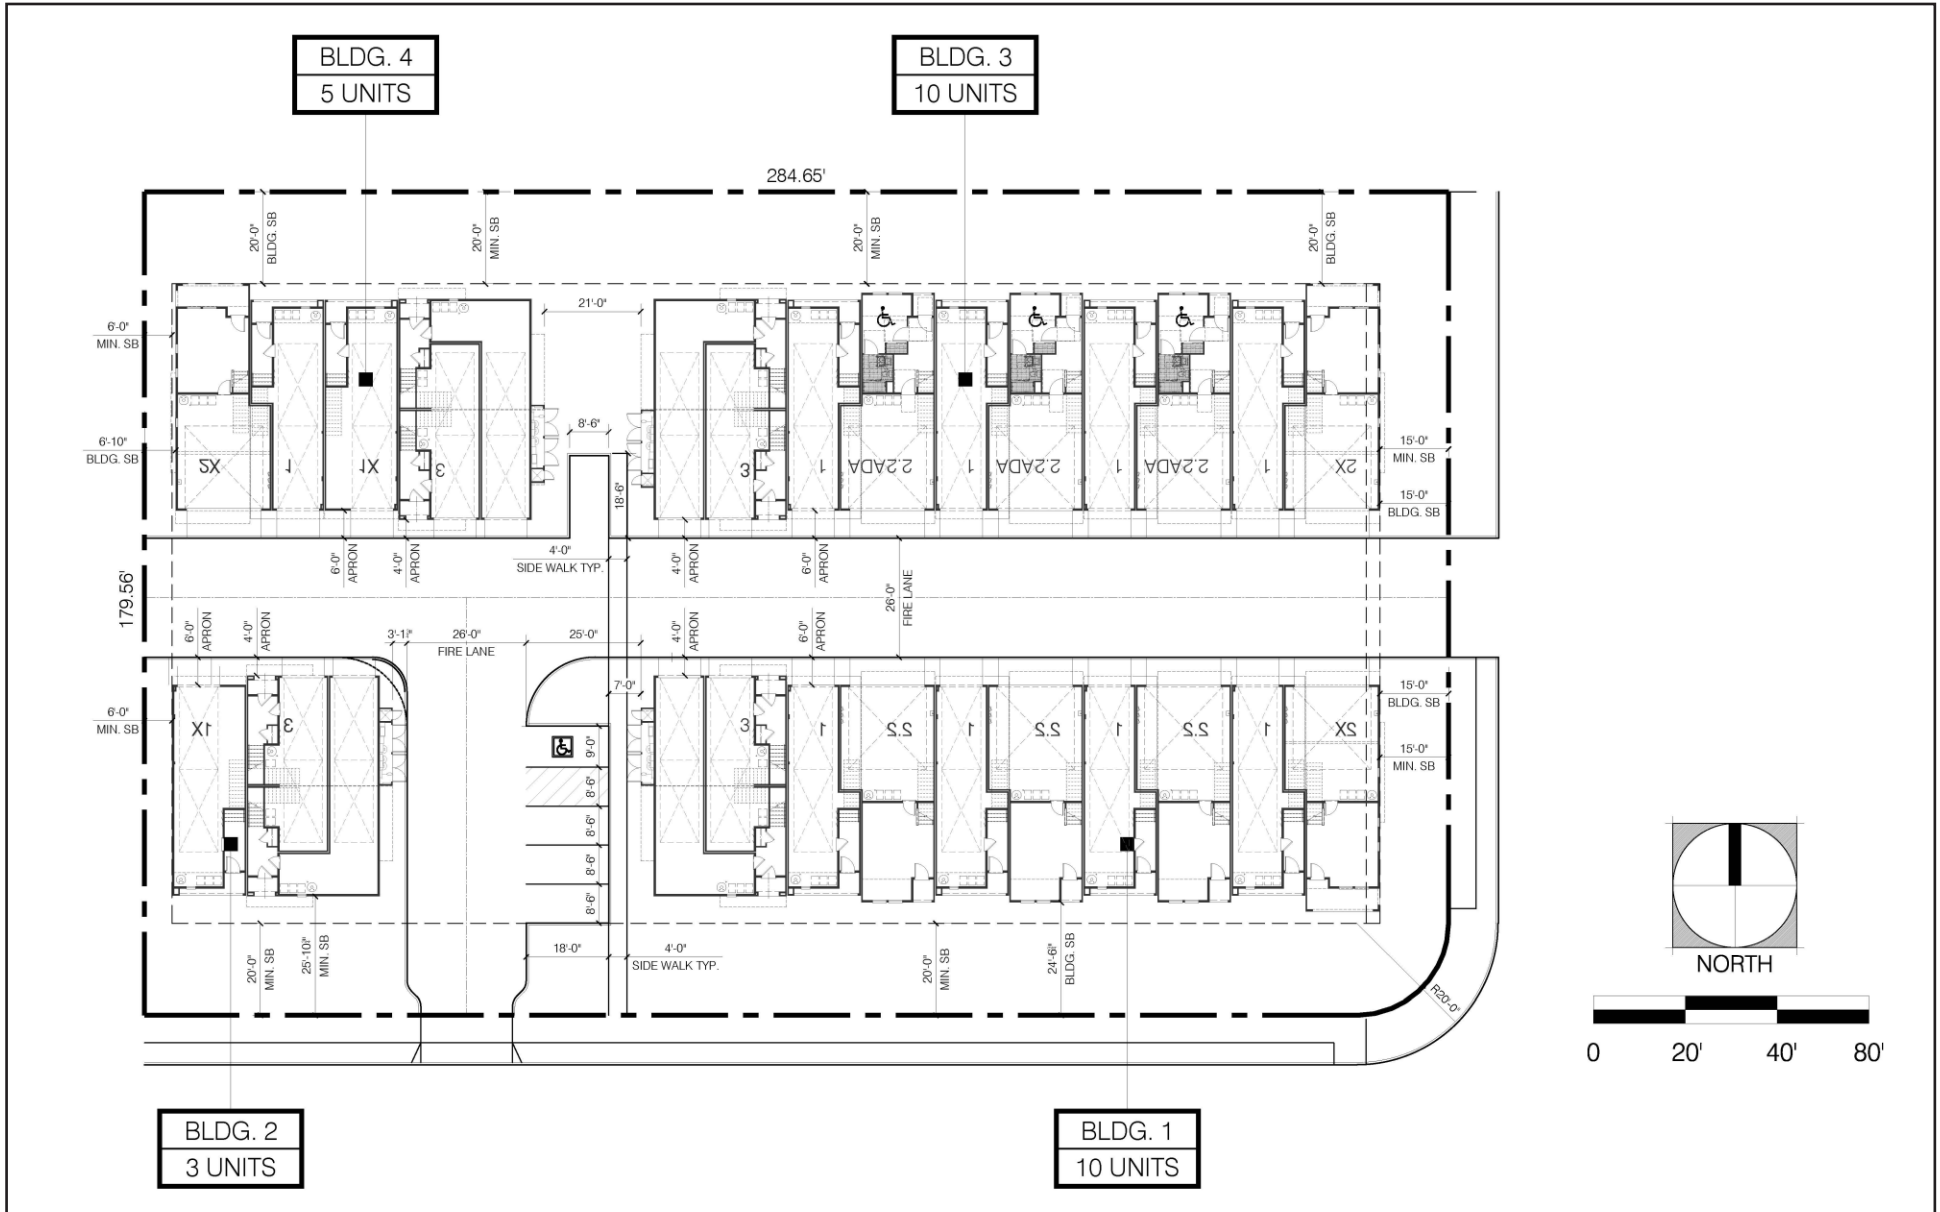 BLDG. 4
5 UNITS
BLDG. 3
10 UNITS
284.65'
20'-0"
BLDG. SB
20'-0"
MIN. SB
20'-0"
MIN. SB
20'-0"
BLDG. SB
6'-0"
MIN. SB
21'-0"
8'-6"
6'-10"
BLDG. SB
2X
1
1X
3
3
1
2.2ADA
1
2.2ADA
1
2.2ADA
1
2X
15'-0"
MIN. SB
15'-0"
BLDG. SB
18'-6"
6'-0"
APRON
4'-0"
APRON
4'-0"
SIDE WALK TYP.
4'-0"
APRON
6'-0"
APRON
26'-0"
FIRE LANE
179.56'
6'-0"
APRON
4'-0"
APRON
26'-0"
FIRE LANE
25'-0"
4'-0"
APRON
6'-0"
APRON
7'-0"
6'-0"
MIN. SB
1X
3
3
1
2.2
1
2.2
1
2.2
1
2X
15'-0"
BLDG. SB
15'-0"
MIN. SB
9'-0"
8'-6"
8'-6"
8'-6"
8'-6"
20'-0"
MIN. SB
MIN. SB
18'-0"
4'-0"
SIDE WALK TYP.
20'-0"
MIN. SB
BLDG. SB
R20'-0"
NORTH
0 20' 40' 80'
BLDG. 2
3 UNITS
BLDG. 1
10 UNITS